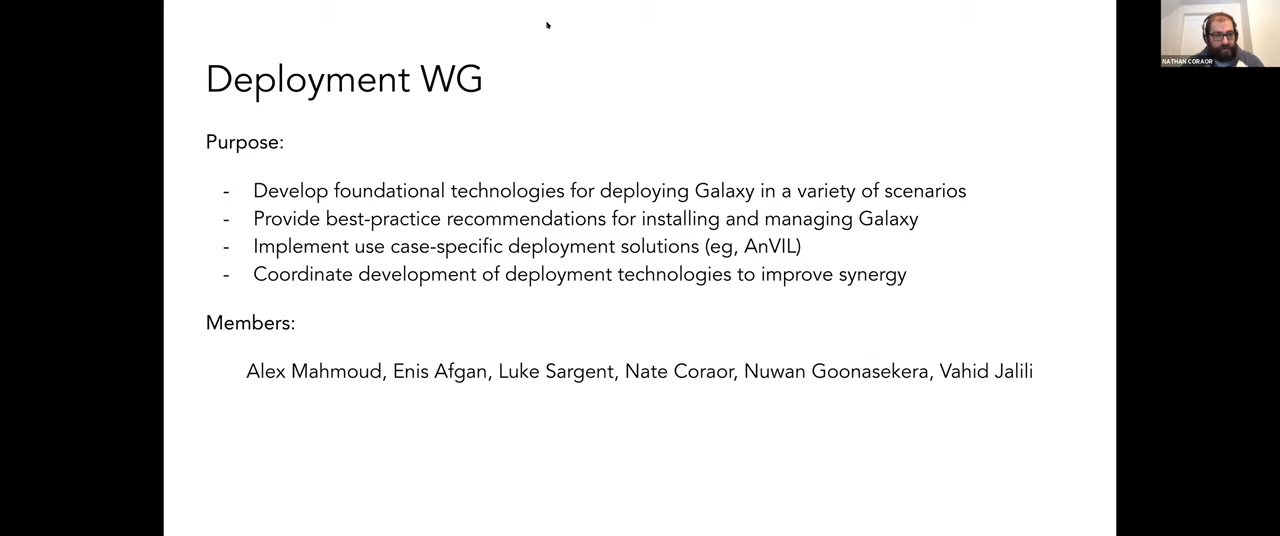 Deployment WG
NATHAN CORAOR
Purpose:
- Develop foundational technologies for deploying Galaxy in a variety of scenarios
- Provide best-practice recommendations for installing and managing Galaxy
- Implement use case-specific deployment solutions (eg, AnVIL)
- Coordinate development of deployment technologies to improve synergy
Members:
Alex Mahmoud, Enis Afgan, Luke Sargent, Nate Coraor, Nuwan Goonasekera, Vahid Jalili